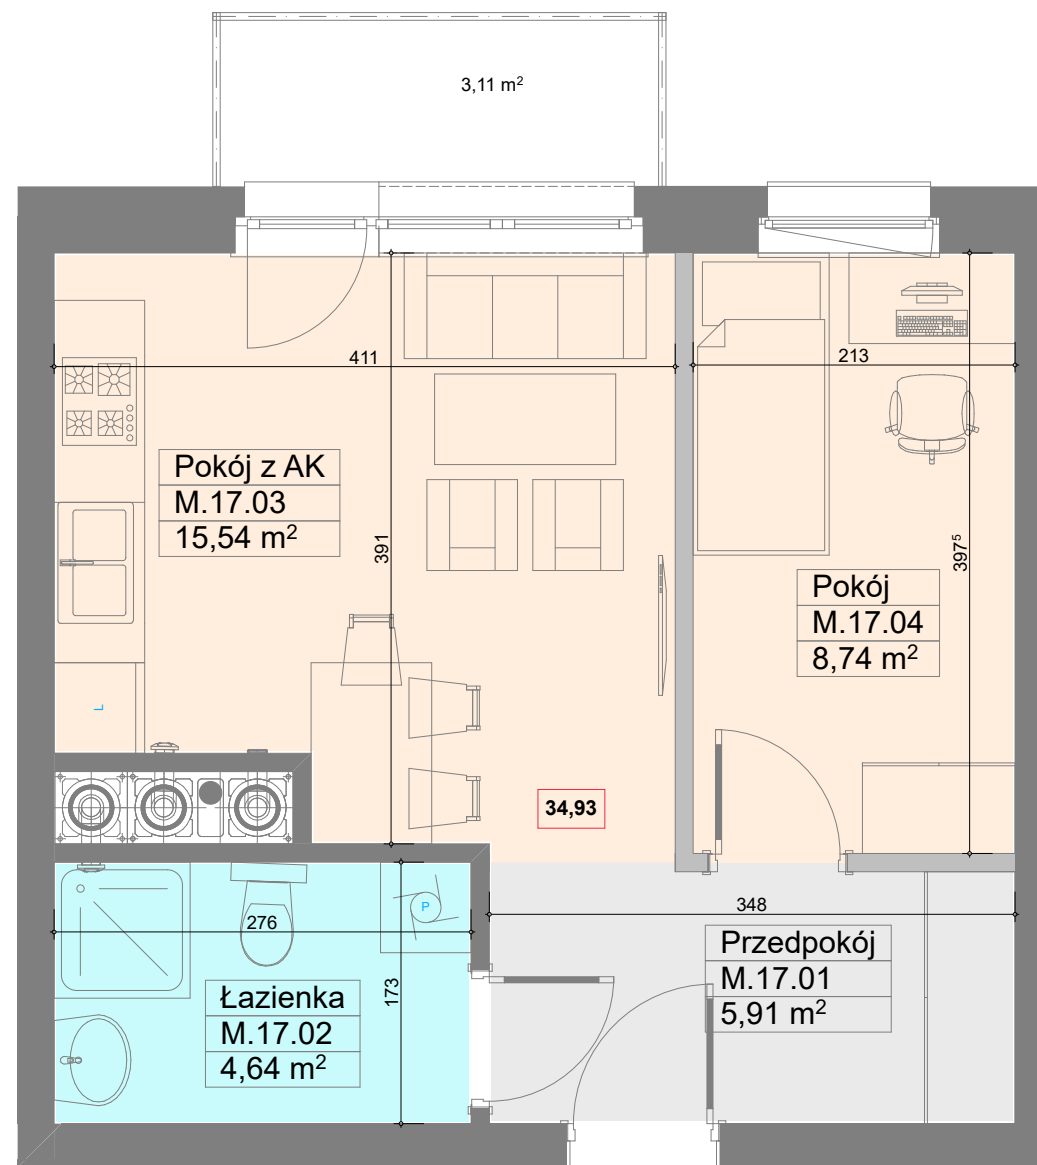 3,11 m²
411
213
Pokój z AK
M.17.03
15,54 m²
391
397⁵
Pokój
M.17.04
8,74 m²
L
34,93
P
276
348
173
Przedpokój
M.17.01
5,91 m²
Łazienka
M.17.02
4,64 m²